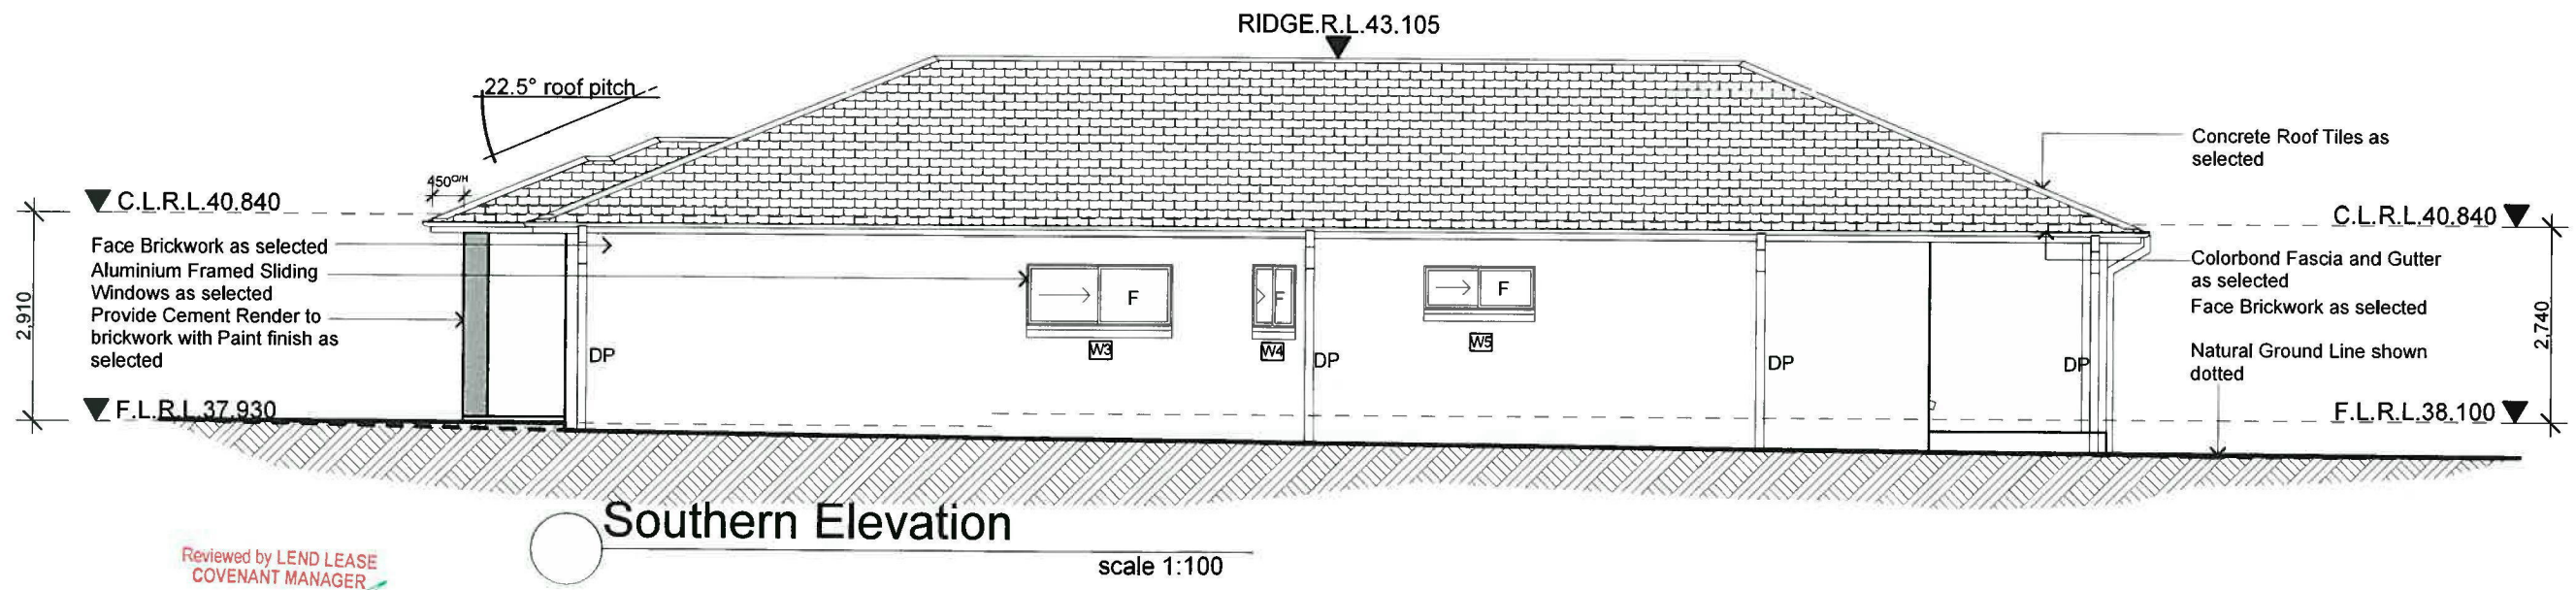 RIDGE.R.L.43.105
22.5° roof pitch
450O/H
C.L.R.L.40.840
Face Brickwork as selected
Aluminium Framed Sliding
Windows as selected
Provide Cement Render to
brickwork with Paint finish as
selected
2,910
F.L.R.L.37.930
DP
F
W3
F
W4
DP
F
W5
DP
DP
Concrete Roof Tiles as
selected
C.L.R.L.40.840
Colorbond Fascia and Gutter
as selected
Face Brickwork as selected
2,740
Natural Ground Line shown
dotted
F.L.R.L.38.100
Southern Elevation
scale 1:100
Reviewed by LEND LEASE
COVENANT MANAGER